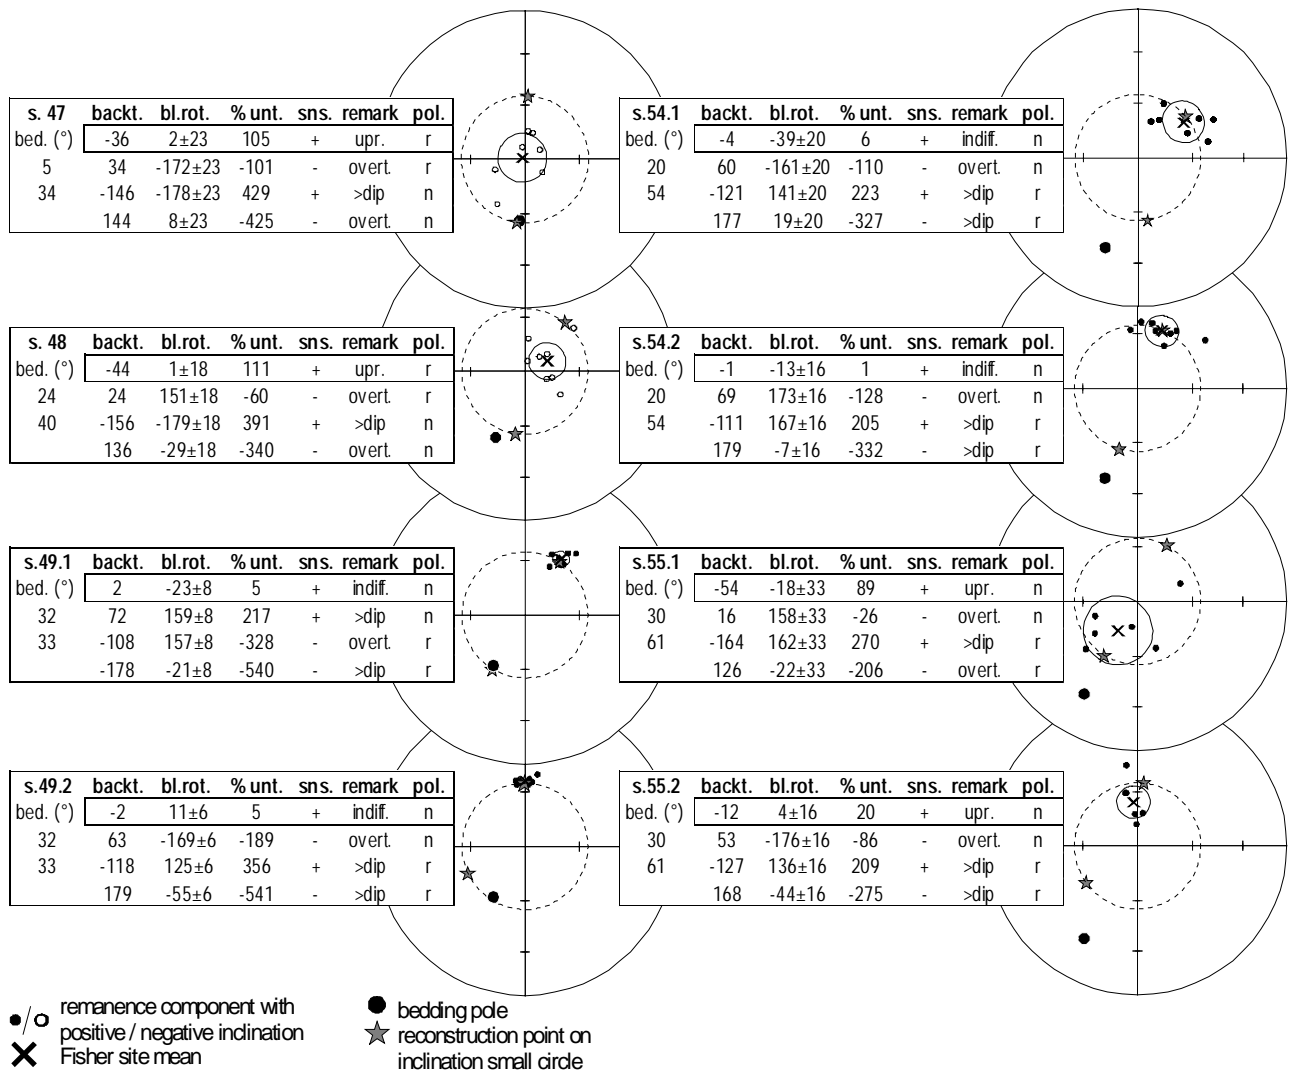 s. 47 backt. bl.rot. % unt. sns. remark pol.
bed. (°) -36 2±23 105 + upr. r
5 34 -172±23 -101 - overt. r
34 -146 -178±23 429 + >dip n
144 8±23 -425 - overt. n
s. 48 backt. bl.rot. % unt. sns. remark pol.
bed. (°) -44 1±18 111 + upr. r
24 24 151±18 -60 - overt. r
40 -156 -179±18 391 + >dip n
136 -29±18 -340 - overt. n
s.49.1 backt. bl.rot. % unt. sns. remark pol.
bed. (°) 2 -23±8 5 + indiff. n
32 72 159±8 217 + >dip n
33 -108 157±8 -328 - overt. r
-178 -21±8 -540 - >dip r
s.49.2 backt. bl.rot. % unt. sns. remark pol.
bed. (°) -2 11±6 5 + indiff. n
32 63 -169±6 -189 - overt. n
33 -118 125±6 356 + >dip r
179 -55±6 -541 - >dip r
s.54.1 backt. bl.rot. % unt. sns. remark pol.
bed. (°) -4 -39±20 6 + indiff. n
20 60 -161±20 -110 - overt. n
54 -121 141±20 223 + >dip r
177 19±20 -327 - >dip r
s.54.2 backt. bl.rot. % unt. sns. remark pol.
bed. (°) -1 -13±16 1 + indiff. n
20 69 173±16 -128 - overt. n
54 -111 167±16 205 + >dip r
179 -7±16 -332 - >dip r
s.55.1 backt. bl.rot. % unt. sns. remark pol.
bed. (°) -54 -18±33 89 + upr. n
30 16 158±33 -26 - overt. n
61 -164 162±33 270 + >dip r
126 -22±33 -206 - overt. r
s.55.2 backt. bl.rot. % unt. sns. remark pol.
bed. (°) -12 4±16 20 + upr. n
30 53 -176±16 -86 - overt. n
61 -127 136±16 209 + >dip r
168 -44±16 -275 - >dip r
remanence component with
positive / negative inclination
Fisher site mean
bedding pole
reconstruction point on
inclination small circle